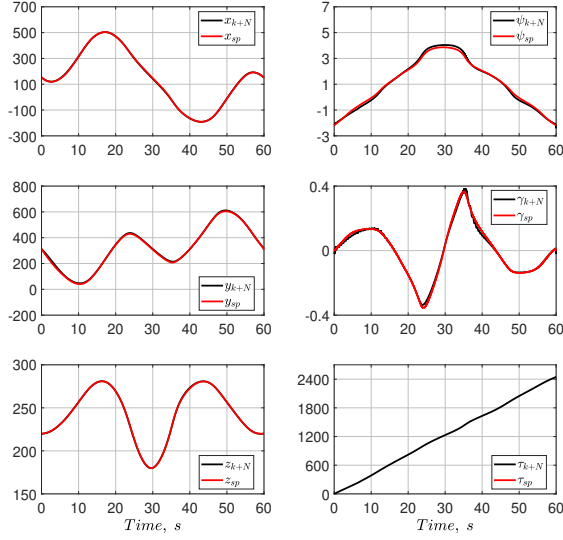 700
500
300
100
-100
-300
0 10 20 30 40 50 60
x_{k+N}
x_{sp}
7
5
3
1
-1
-3
0 10 20 30 40 50 60
ψ_{k+N}
ψ_{sp}
800
600
400
200
0
-200
0 10 20 30 40 50 60
y_{k+N}
y_{sp}
0.4
0
-0.4
0 10 20 30 40 50 60
γ_{k+N}
γ_{sp}
300
250
200
150
0 10 20 30 40 50 60
z_{k+N}
z_{sp}
Time, s
2400
1800
1200
600
0
0 10 20 30 40 50 60
τ_{k+N}
τ_{sp}
Time, s